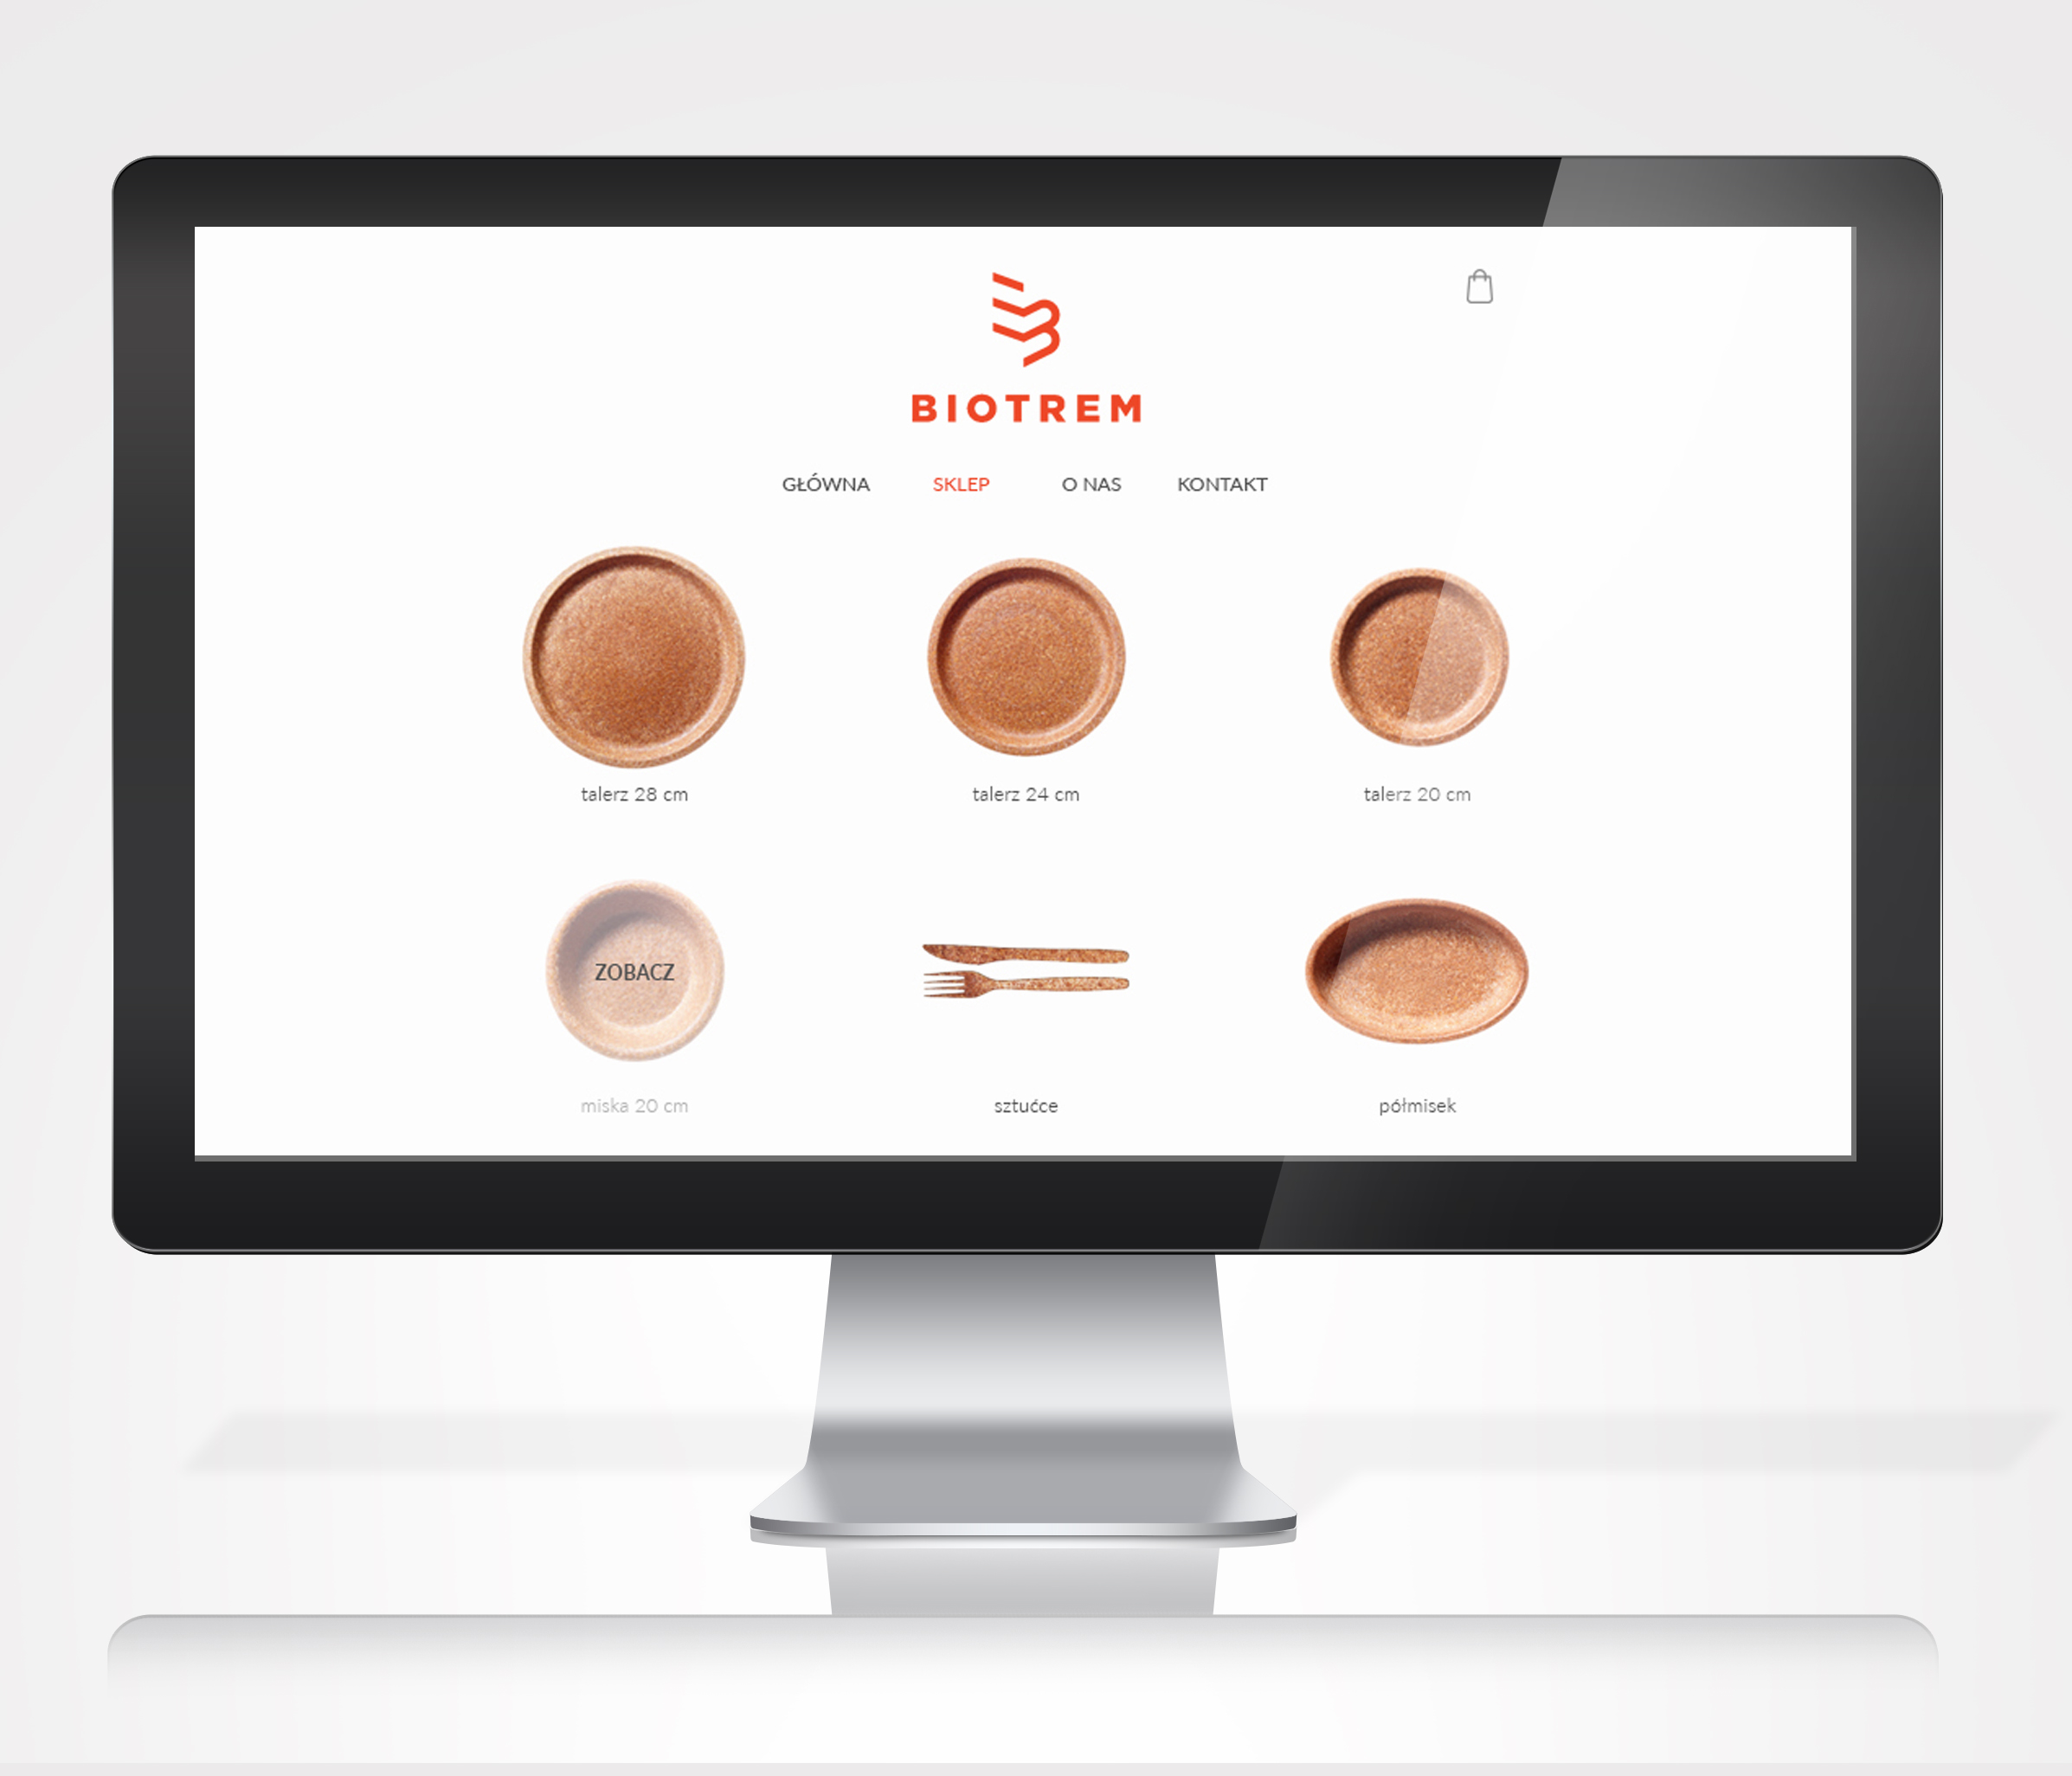 BIOTREM
GŁÓWNA SKLEP O NAS KONTAKT
talerz 28 cm talerz 24 cm talerz 20 cm
ZOBACZ
miska 20 cm sztućce półmisek